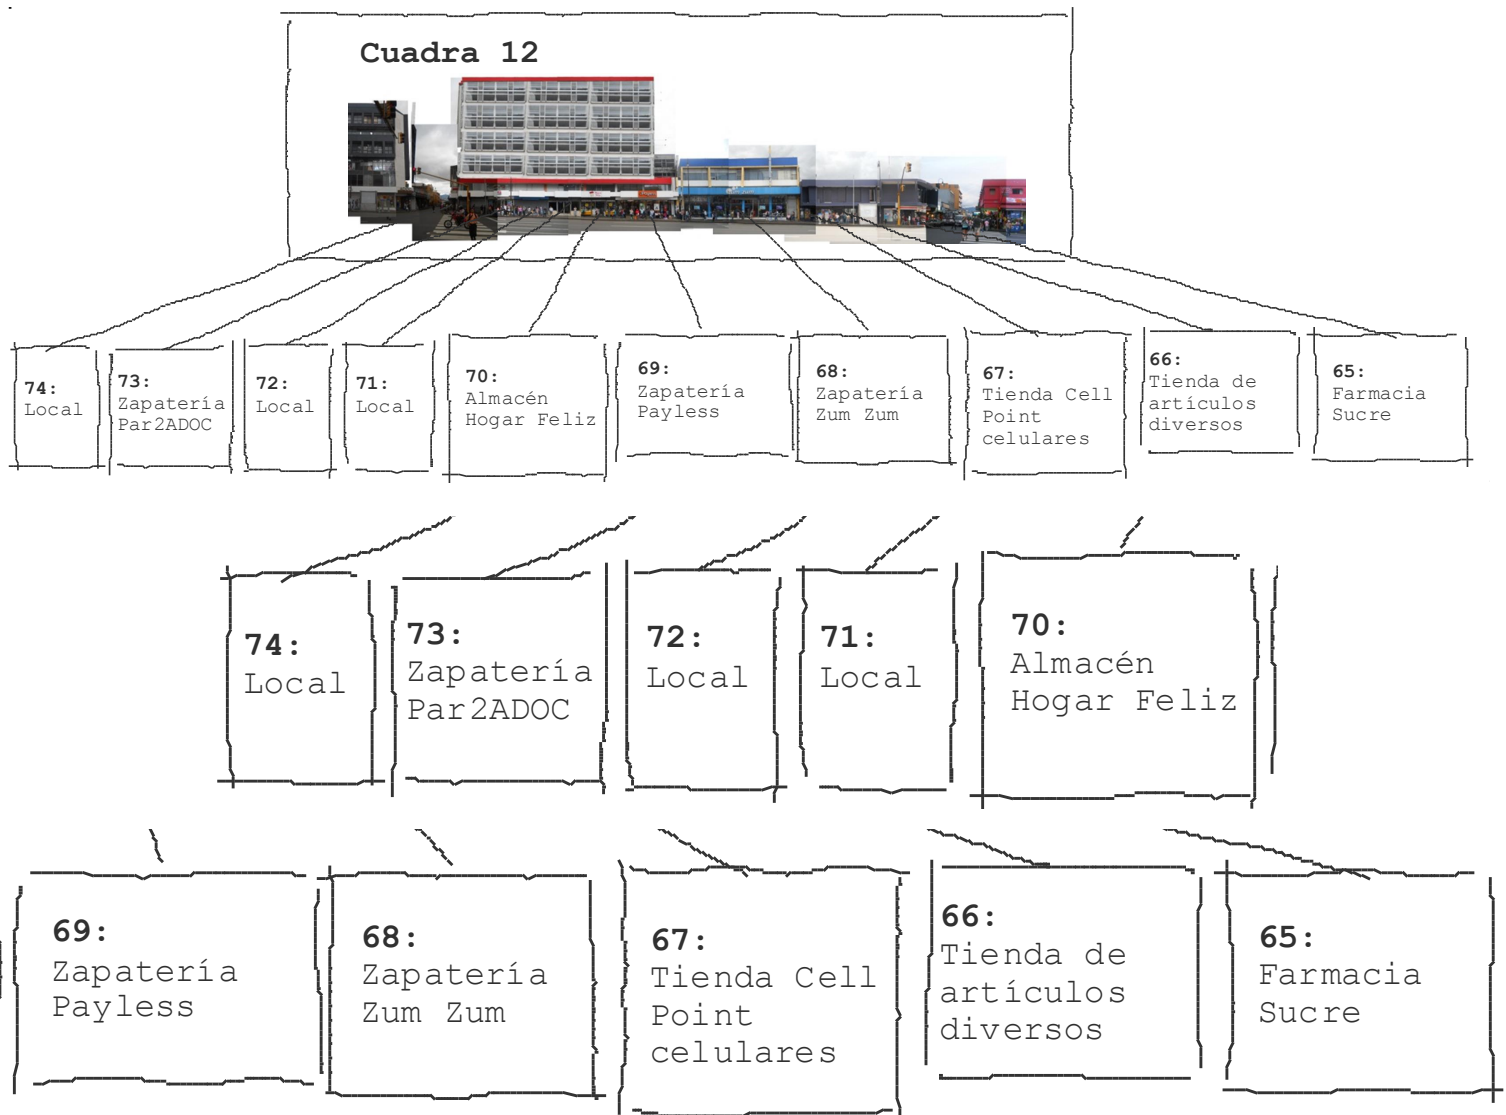 Cuadra 12
74:
Local
73:
Zapatería
Par2ADOC
72:
Local
71:
Local
70:
Almacén
Hogar Feliz
69:
Zapatería
Payless
68:
Zapatería
Zum Zum
67:
Tienda Cell
Point
celulares
66:
Tienda de
artículos
diversos
65:
Farmacia
Sucre
74:
Local
73:
Zapatería
Par2ADOC
72:
Local
71:
Local
70:
Almacén
Hogar Feliz
69:
Zapatería
Payless
68:
Zapatería
Zum Zum
67:
Tienda Cell
Point
celulares
66:
Tienda de
artículos
diversos
65:
Farmacia
Sucre